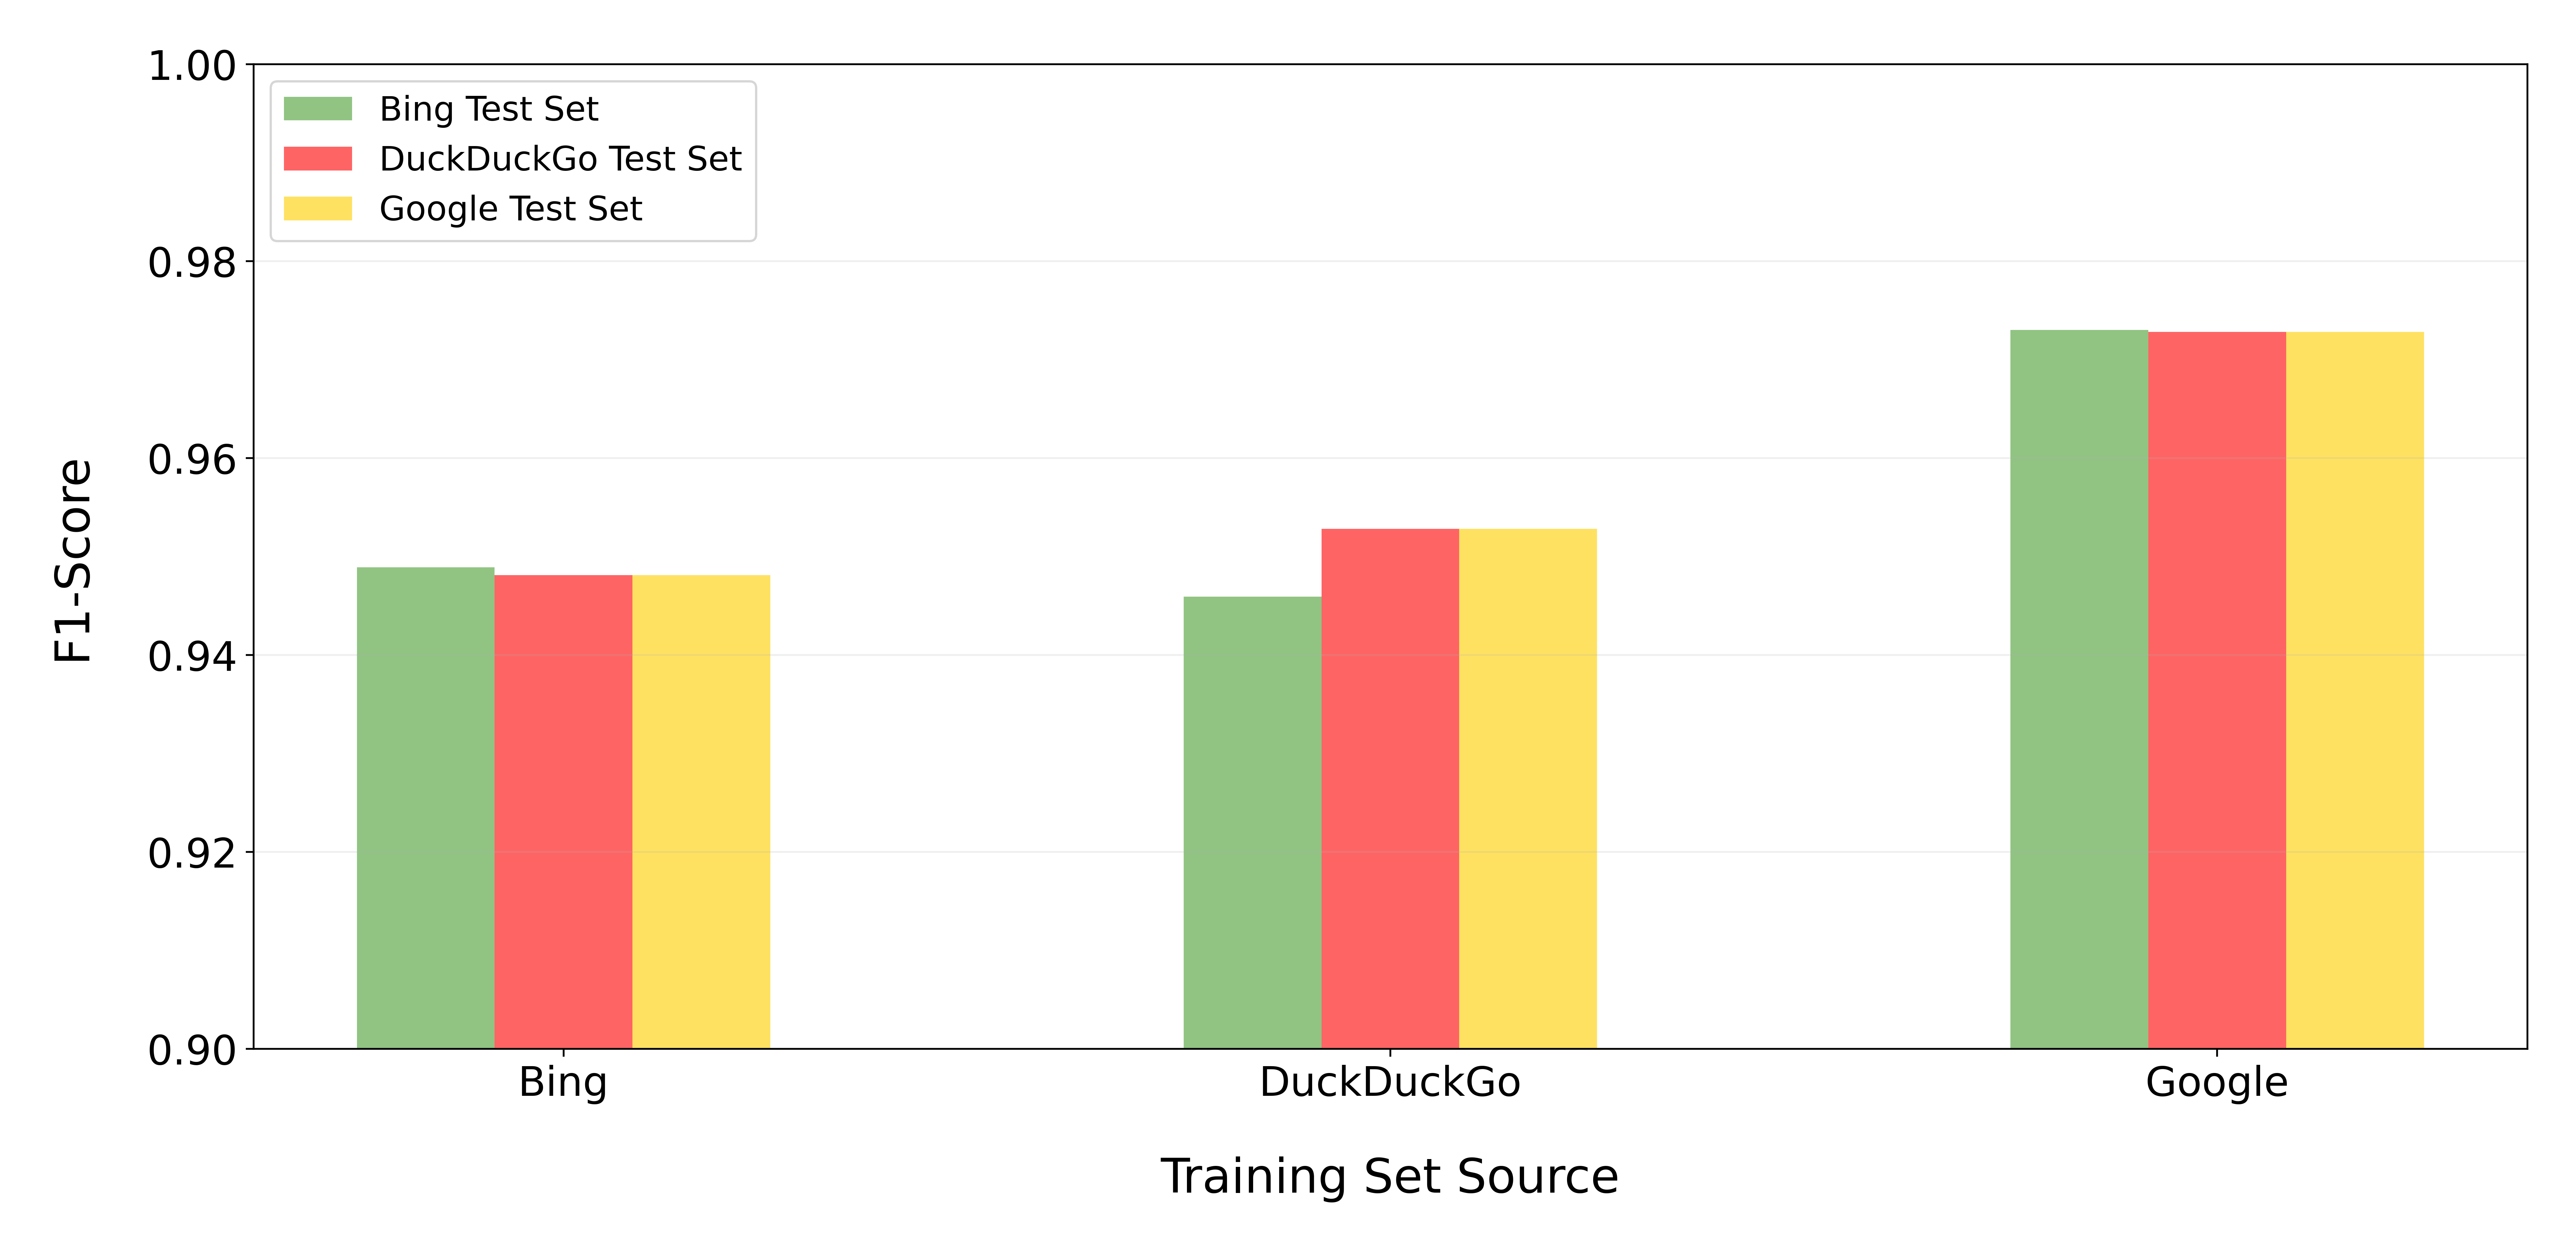 1.00
0.98
0.96
0.94
0.92
0.90
F1-Score
Bing Test Set
DuckDuckGo Test Set
Google Test Set
Bing
DuckDuckGo
Google
Training Set Source